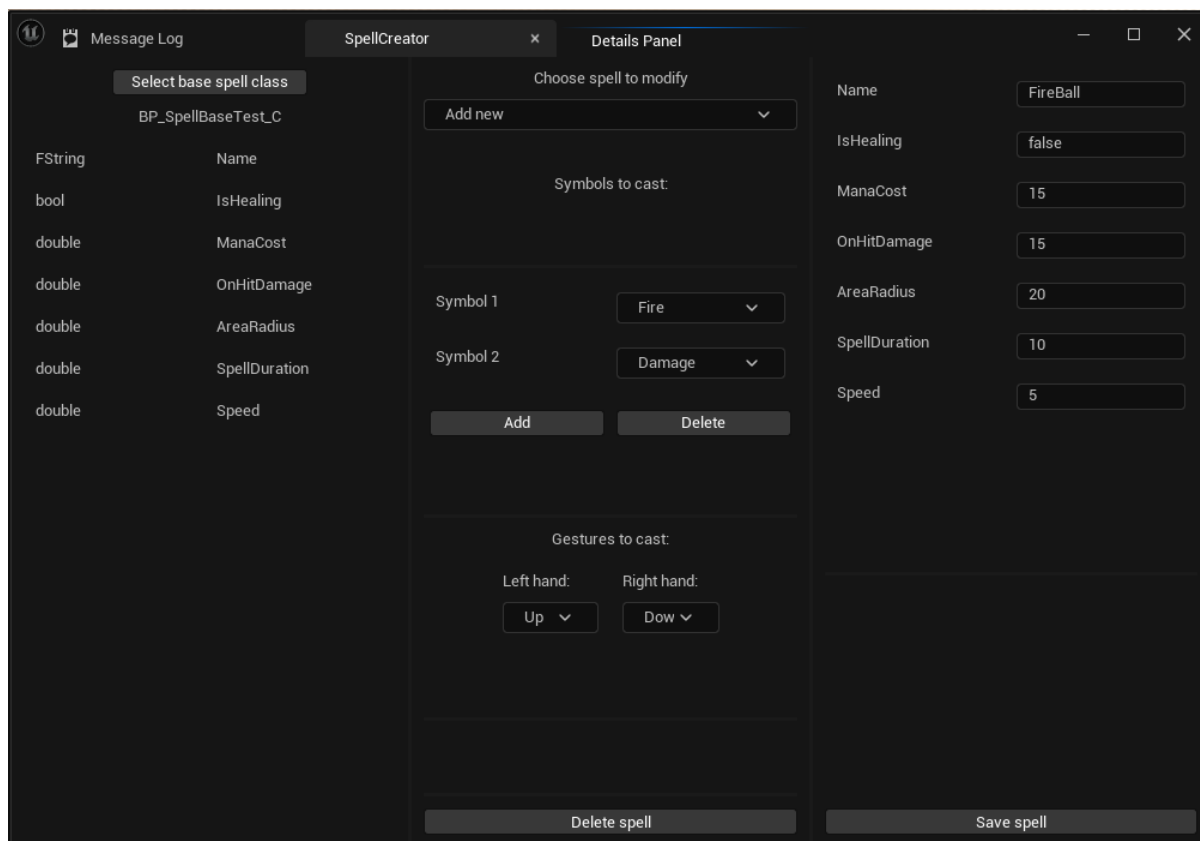 Message Log
SpellCreator
Details Panel
Select base spell class
BP_SpellBaseTest_C
FString Name
bool IsHealing
double ManaCost
double OnHitDamage
double AreaRadius
double SpellDuration
double Speed
Choose spell to modify
Add new
Symbols to cast:
Symbol 1 Fire
Symbol 2 Damage
Add Delete
Gestures to cast:
Left hand: Right hand:
Up Dow
Delete spell
Name FireBall
IsHealing false
ManaCost 15
OnHitDamage 15
AreaRadius 20
SpellDuration 10
Speed 5
Save spell